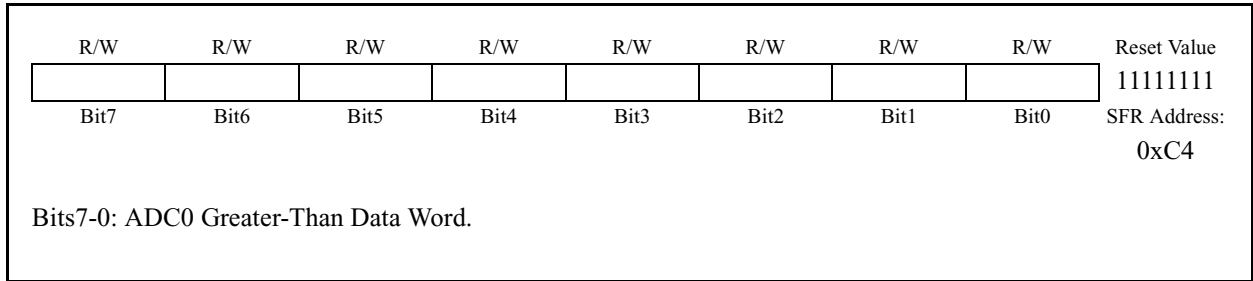 R/W R/W R/W R/W R/W R/W R/W R/W Reset Value
11111111
Bit7 Bit6 Bit5 Bit4 Bit3 Bit2 Bit1 Bit0 SFR Address:
0xC4
Bits7-0: ADC0 Greater-Than Data Word.